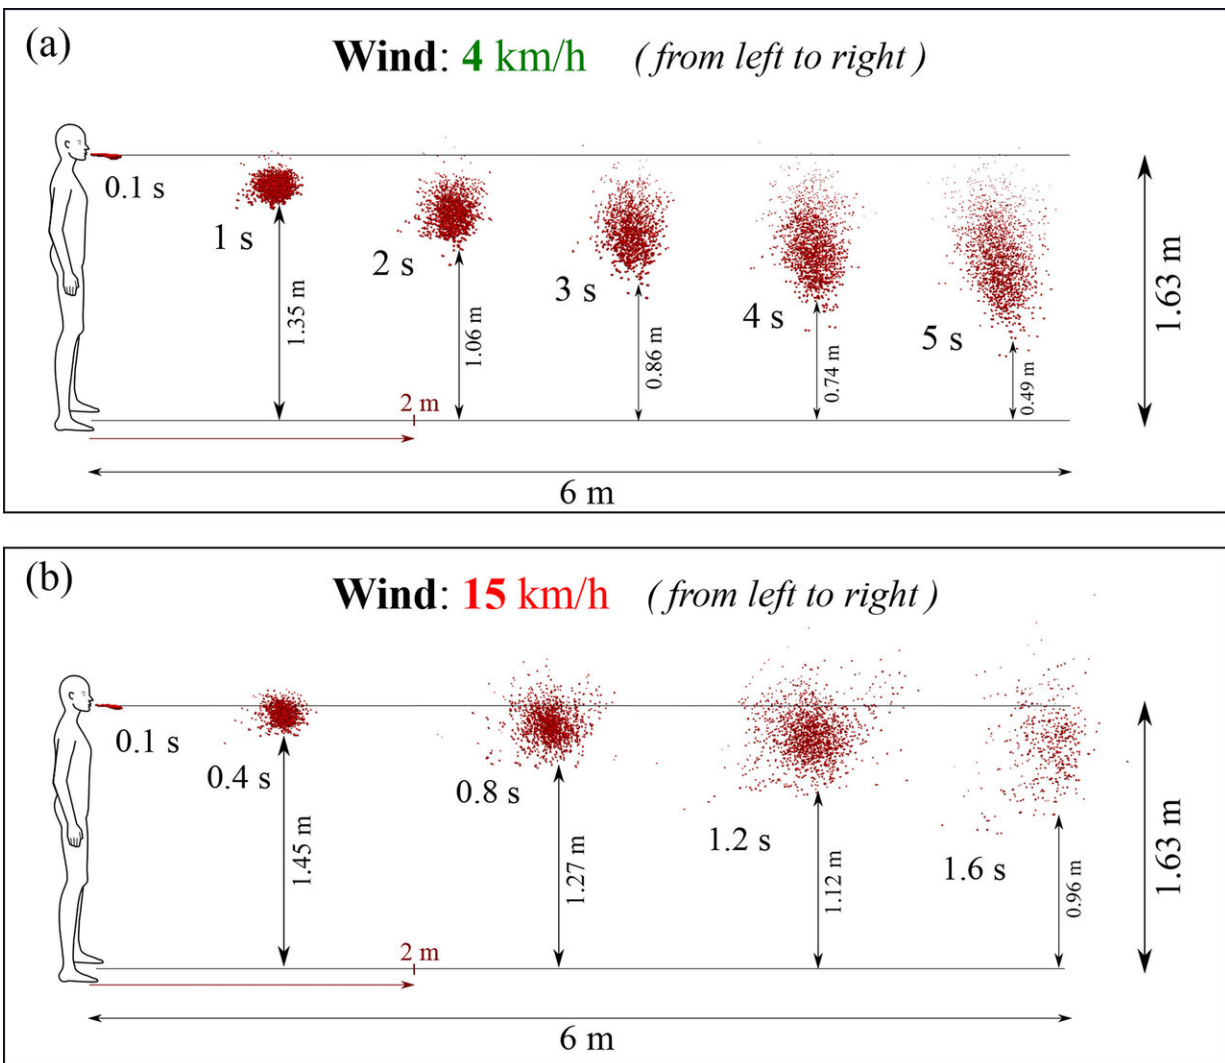 (a)
Wind: 4 km/h ( from left to right )
0.1 s
1 s
2 s
3 s
4 s
5 s
1.35 m
1.06 m
0.86 m
0.74 m
0.49 m
1.63 m
2 m
6 m
(b)
Wind: 15 km/h ( from left to right )
0.1 s
0.4 s
0.8 s
1.2 s
1.6 s
1.45 m
1.27 m
1.12 m
0.96 m
1.63 m
2 m
6 m